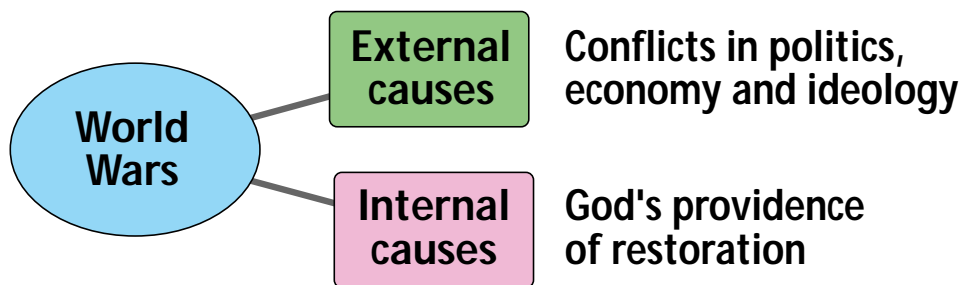 World
Wars
External
causes
Conflicts in politics,
economy and ideology
Internal
causes
God's providence
of restoration